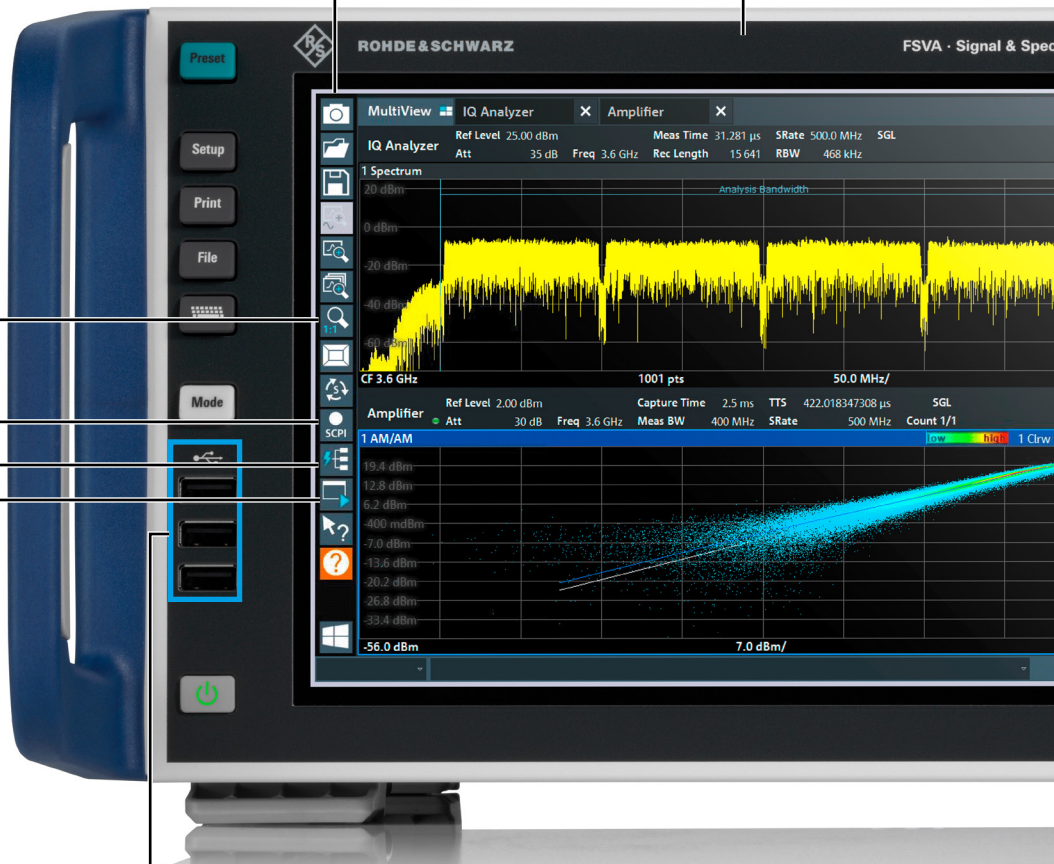 Preset
R&S
ROHDE&SCHWARZ
FSVA · Signal & Spec
MultiView
IQ Analyzer
Amplifier
IQ Analyzer
Ref Level 25.00 dBm
Meas Time 31.281 µs
SRate 500.0 MHz
SGL
Att 35 dB
Freq 3.6 GHz
Rec Length 15 641
RBW 468 kHz
1 Spectrum
20 dBm
Analysis Bandwidth
0 dBm
-20 dBm
-40 dBm
-60 dBm
CF 3.6 GHz
1001 pts
50.0 MHz/
Setup
Print
File
Mode
1:1
SCPI
Amplifier
Ref Level 2.00 dBm
Capture Time 2.5 ms
TTS 422.018347308 µs
SGL
Att 30 dB
Freq 3.6 GHz
Meas BW 400 MHz
SRate 500 MHz
Count 1/1
1 AM/AM
low
high
1 Clrw
19.4 dBm
12.8 dBm
6.2 dBm
-400 mdBm
-7.0 dBm
-13.6 dBm
-20.2 dBm
-26.8 dBm
-33.4 dBm
-56.0 dBm
7.0 dBm/